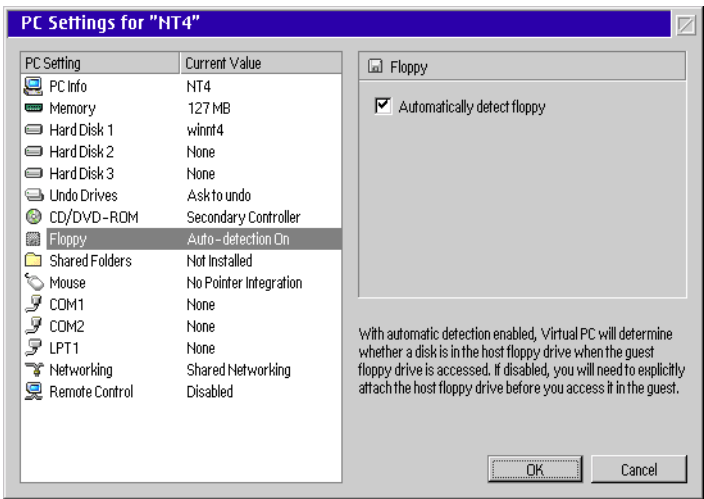 PC Settings for "NT4"
PC Setting Current Value
PC Info NT4
Memory 127 MB
Hard Disk 1 winnt4
Hard Disk 2 None
Hard Disk 3 None
Undo Drives Ask to undo
CD/DVD-ROM Secondary Controller
Floppy Auto-detection On
Shared Folders Not Installed
Mouse No Pointer Integration
COM1 None
COM2 None
LPT1 None
Networking Shared Networking
Remote Control Disabled
Floppy
Automatically detect floppy
With automatic detection enabled, Virtual PC will determine
whether a disk is in the host floppy drive when the guest
floppy drive is accessed. If disabled, you will need to explicitly
attach the host floppy drive before you access it in the guest.
OK Cancel